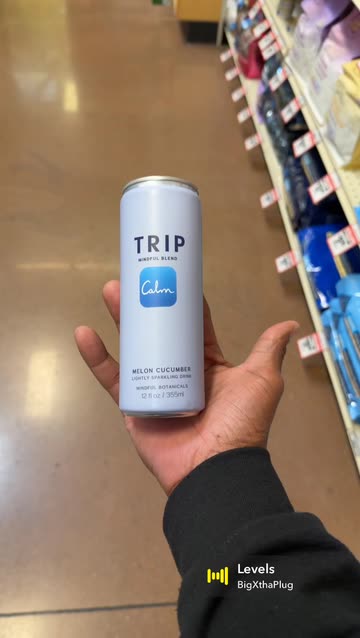 TRIP
MINDFUL BLEND
Calm
MELON CUCUMBER
LIGHTLY SPARKLING DRINK
MINDFUL BOTANICALS
12 fl oz / 355ml
Levels
BigXthaPlug